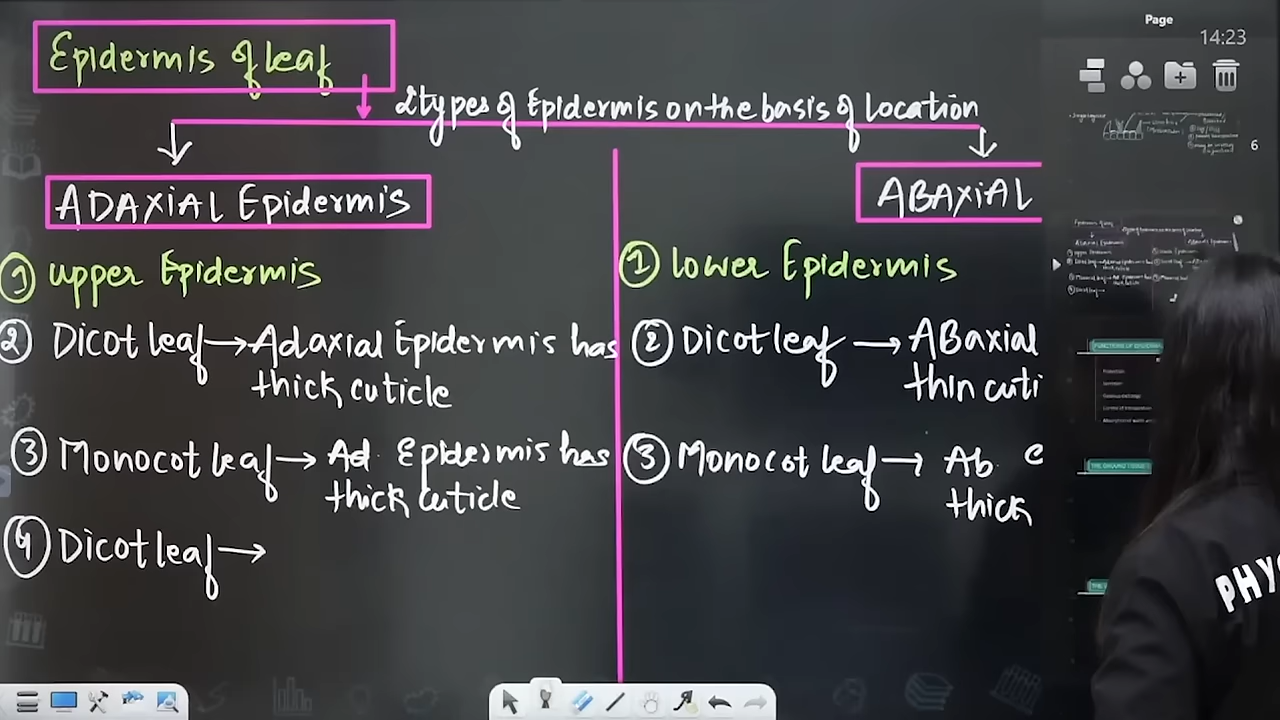 Epidermis of leaf
2types of Epidermis on the basis of location
ADAXIAL Epidermis
① upper Epidermis
② Dicot leaf → Adaxial Epidermis has
thick cuticle
③ Monocot leaf → Ad. Epidermis has
thick cuticle
④ Dicot leaf →
ABAXIAL
① lower Epidermis
② Dicot leaf → ABaxial
thin cuti
③ Monocot leaf → Ab
thick
Page
14:23
6
PHY